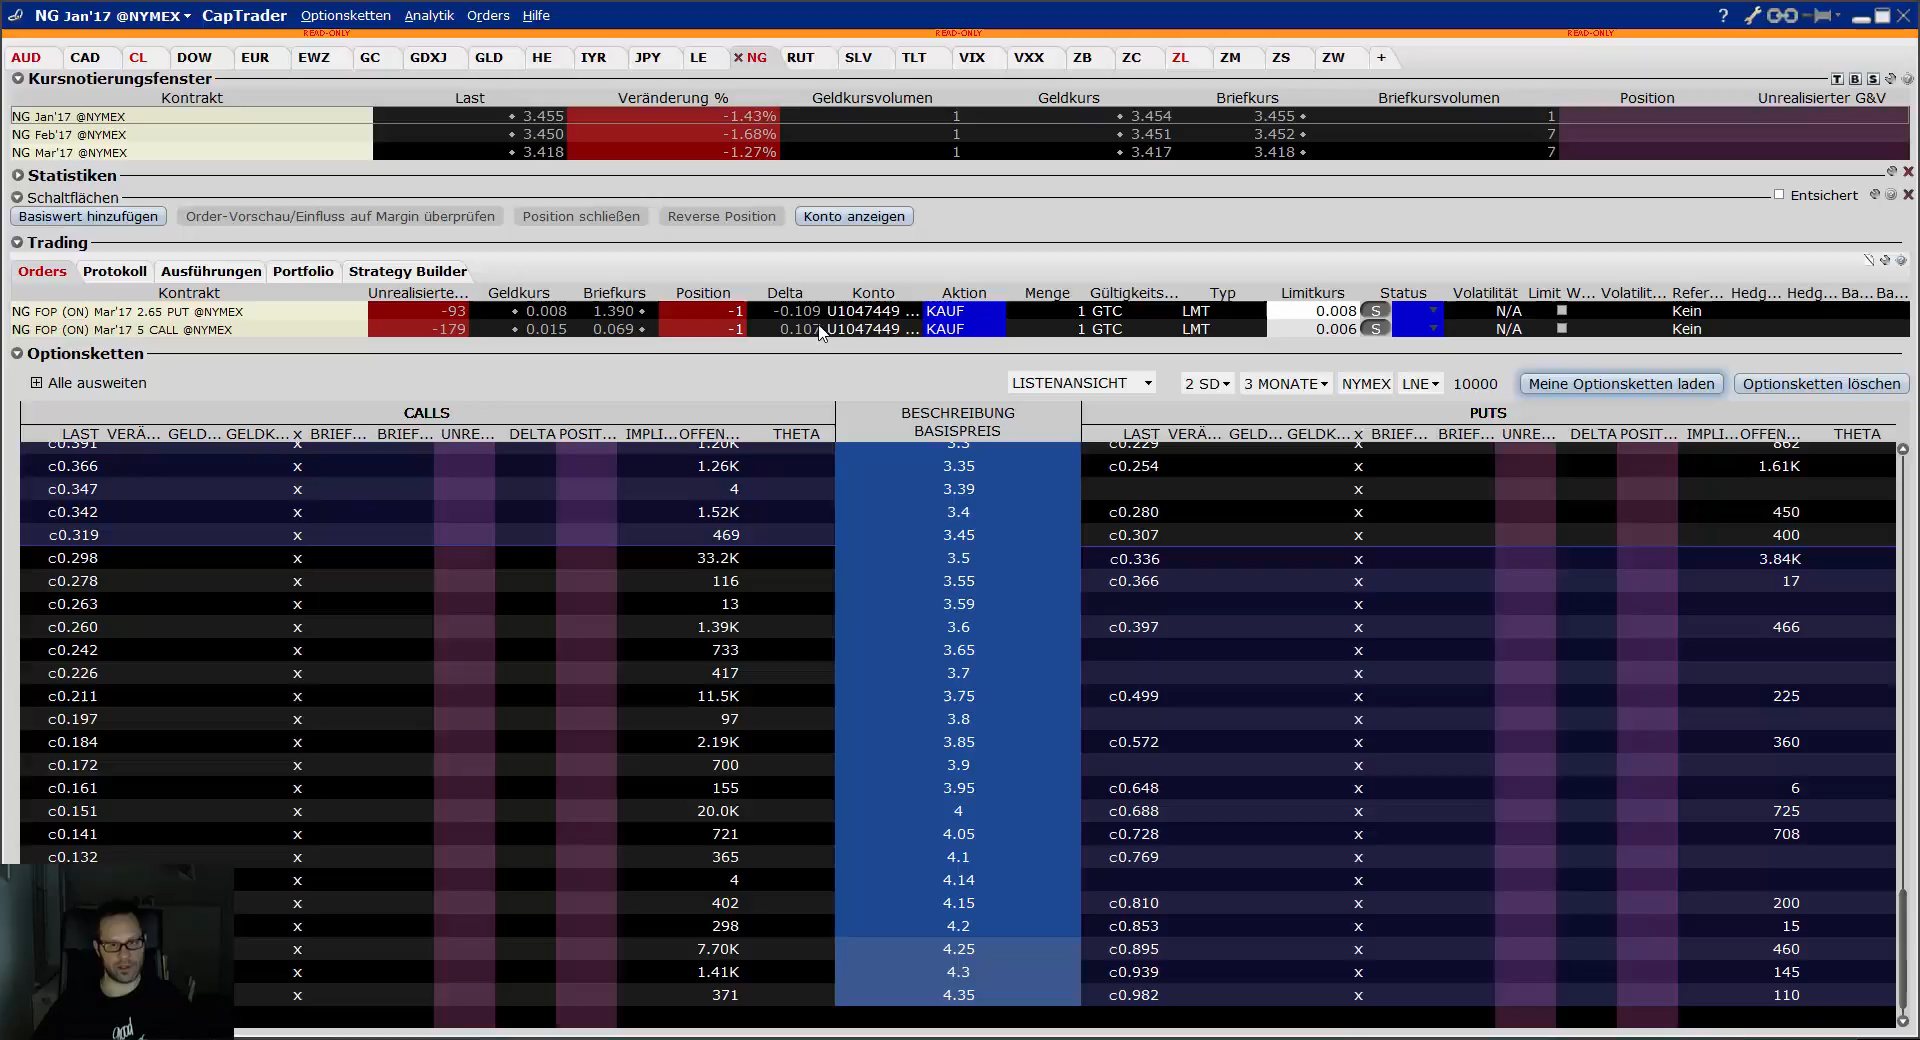 NG Jan'17 @NYMEX CapTrader Optionsketten Analytik Orders Hilfe ?
READ-ONLY READ-ONLY READ-ONLY
AUD CAD CL DOW EUR EWZ GC GDXJ GLD HE IYR JPY LE NG RUT SLV TLT VIX VXX ZB ZC ZL ZM ZS ZW +
Kursnotierungsfenster T B S
Kontrakt Last Veränderung % Geldkursvolumen Geldkurs Briefkurs Briefkursvolumen Position Unrealisierter G&V
NG Jan'17 @NYMEX 3.455 -1.43% 1 3.454 3.455 1
NG Feb'17 @NYMEX 3.450 -1.68% 1 3.451 3.452 7
NG Mar'17 @NYMEX 3.418 -1.27% 1 3.417 3.418 7
Statistiken
Schaltflächen Entsichert
Basiswert hinzufügen Order-Vorschau/Einfluss auf Margin überprüfen Position schließen Reverse Position Konto anzeigen
Trading
Orders Protokoll Ausführungen Portfolio Strategy Builder
Kontrakt Unrealisierte... Geldkurs Briefkurs Position Delta Konto Aktion Menge Gültigkeits... Typ Limitkurs Status Volatilität Limit W... Volatilit... Refer... Hedg... Hedg... Ba... Ba...
NG FOP (ON) Mar'17 2.65 PUT @NYMEX -93 0.008 1.390 -1 -0.109 U1047449 ... KAUF 1 GTC LMT 0.008 S N/A Kein
NG FOP (ON) Mar'17 5 CALL @NYMEX -179 0.015 0.069 -1 0.107 U1047449 ... KAUF 1 GTC LMT 0.006 S N/A Kein
Optionsketten
Alle ausweiten LISTENANSICHT 2 SD 3 MONATE NYMEX LNE 10000 Meine Optionsketten laden Optionsketten löschen
CALLS BESCHREIBUNG PUTS
BASISPREIS
LAST VERÄ... GELD... GELDK... x BRIEF... BRIEF... UNRE... DELTA POSIT... IMPLI... OFFEN... THETA LAST VERÄ... GELD... GELDK... x BRIEF... BRIEF... UNRE... DELTA POSIT... IMPLI... OFFEN... THETA
c0.391 1.20K 3.3 c0.229 862
c0.366 x 1.26K 3.35 c0.254 x 1.61K
c0.347 x 4 3.39 x
c0.342 x 1.52K 3.4 c0.280 x 450
c0.319 x 469 3.45 c0.307 x 400
c0.298 x 33.2K 3.5 c0.336 x 3.84K
c0.278 x 116 3.55 c0.366 x 17
c0.263 x 13 3.59 x
c0.260 x 1.39K 3.6 c0.397 x 466
c0.242 x 733 3.65 x
c0.226 x 417 3.7 x
c0.211 x 11.5K 3.75 c0.499 x 225
c0.197 x 97 3.8 x
c0.184 x 2.19K 3.85 c0.572 x 360
c0.172 x 700 3.9 x
c0.161 x 155 3.95 c0.648 x 6
c0.151 x 20.0K 4 c0.688 x 725
c0.141 x 721 4.05 c0.728 x 708
c0.132 x 365 4.1 c0.769 x
x 4 4.14 x
x 402 4.15 c0.810 x 200
x 298 4.2 c0.853 x 15
x 7.70K 4.25 c0.895 x 460
x 1.41K 4.3 c0.939 x 145
x 371 4.35 c0.982 x 110
good